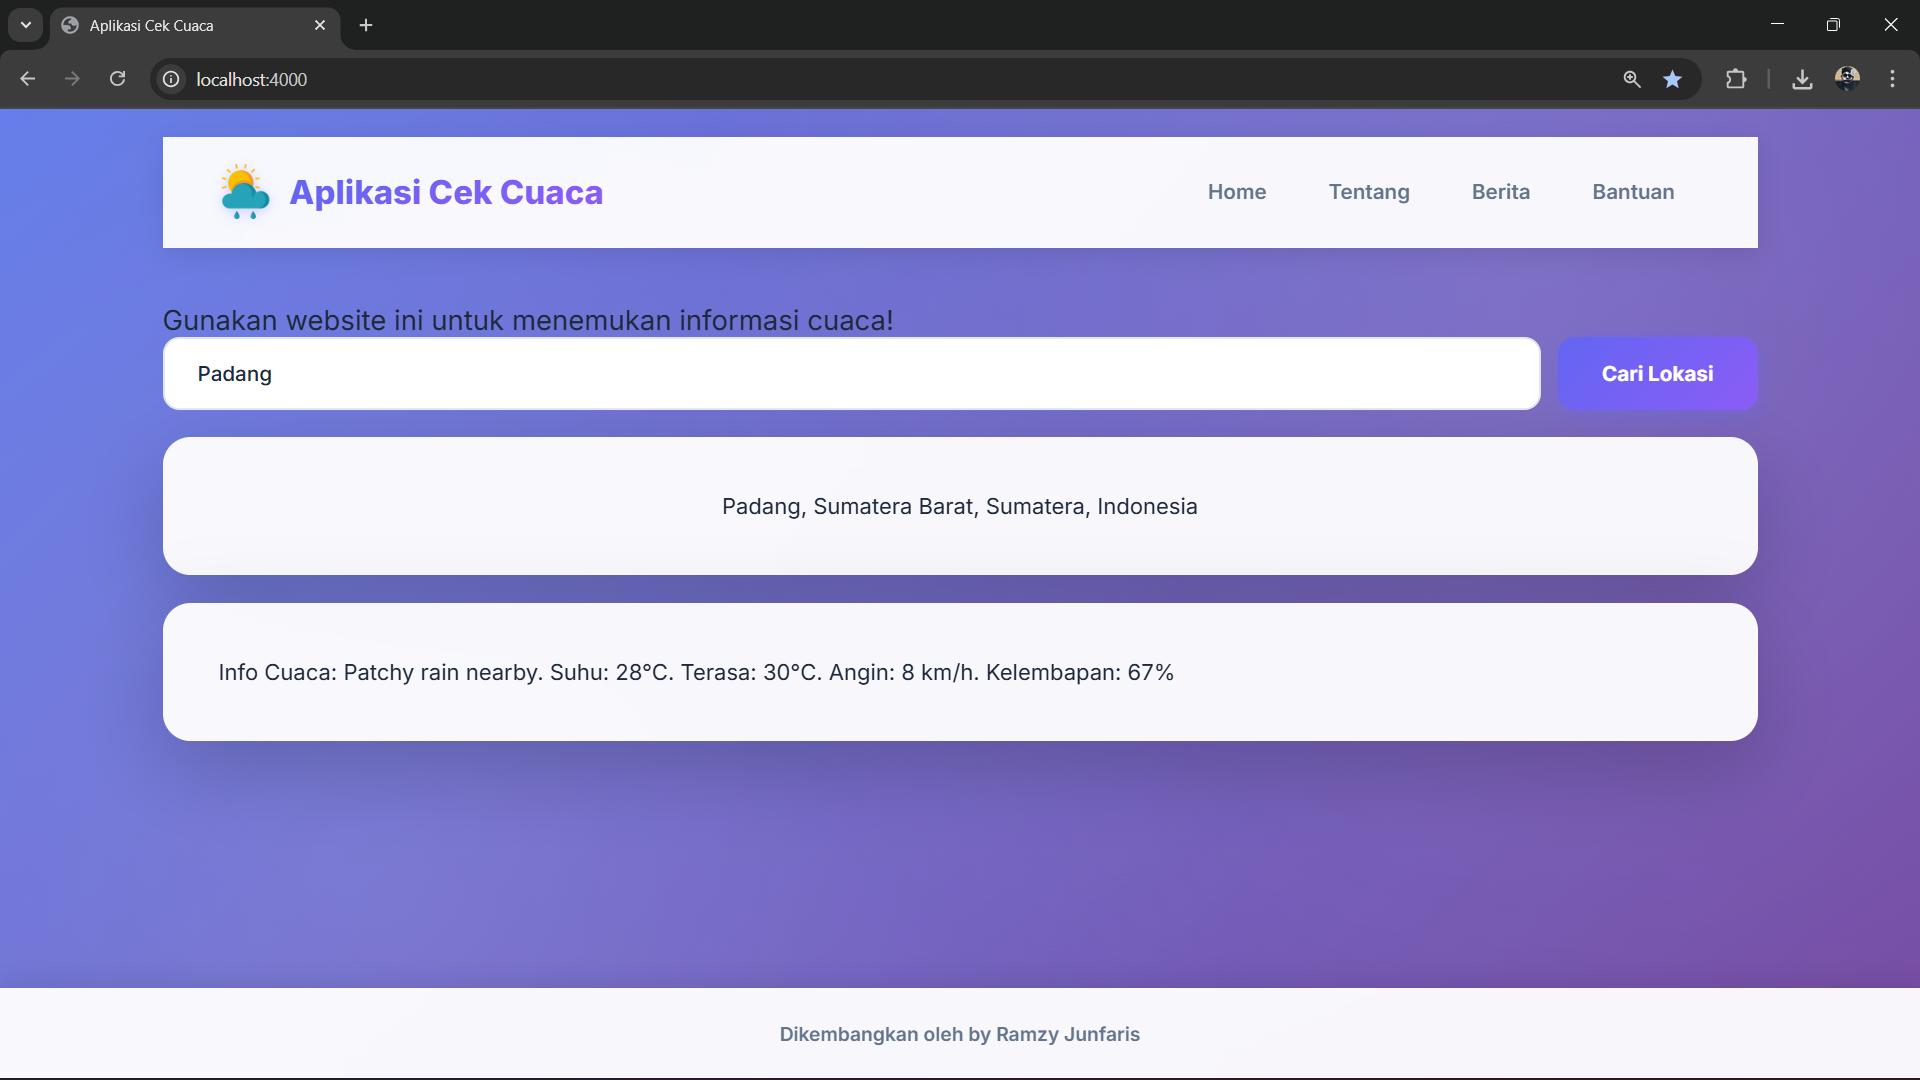 Aplikasi Cek Cuaca
localhost:4000
Aplikasi Cek Cuaca Home Tentang Berita Bantuan
Gunakan website ini untuk menemukan informasi cuaca!
Padang Cari Lokasi
Padang, Sumatera Barat, Sumatera, Indonesia
Info Cuaca: Patchy rain nearby. Suhu: 28°C. Terasa: 30°C. Angin: 8 km/h. Kelembapan: 67%
Dikembangkan oleh by Ramzy Junfaris